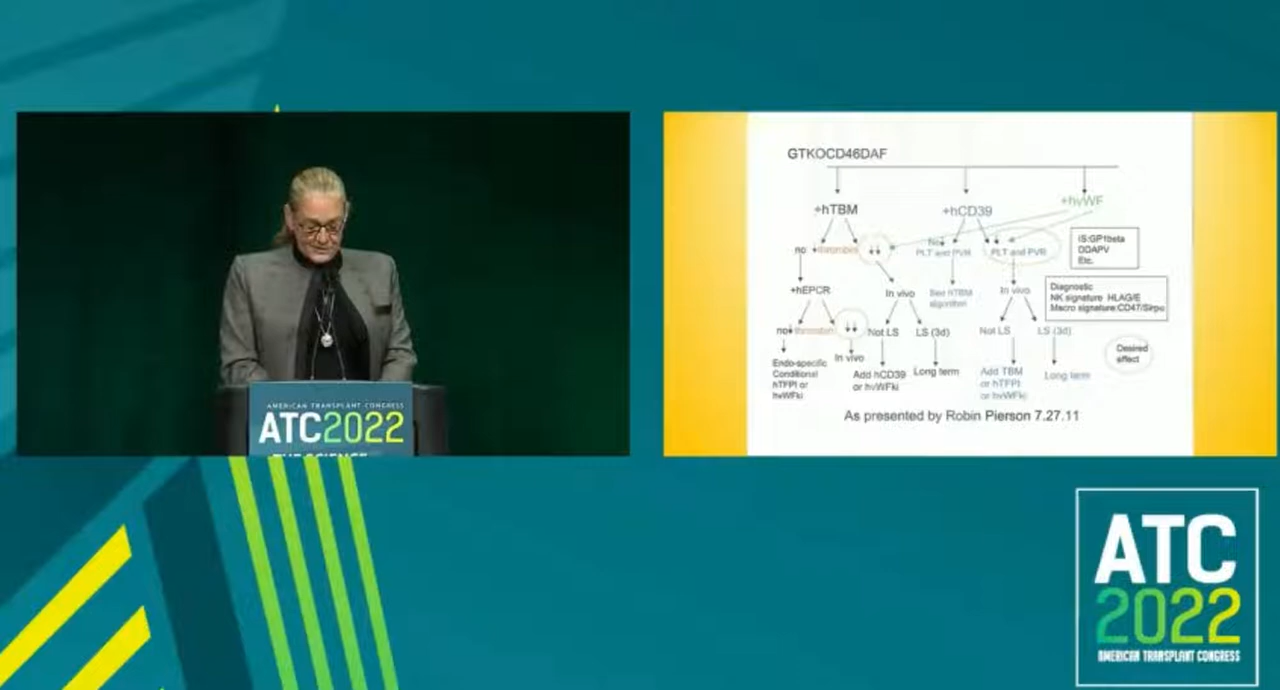 AMERICAN TRANSPLANT CONGRESS
ATC2022
THE SCIENCE
GTKOCD46DAF
+hTBM
+hCD39
+hvWF
no
thrombin
No
PLT and PVR
PLT and PVR
iS:GP1beta
DDAPV
Etc.
+hEPCR
In vivo
then hTBM
algorithm
In vivo
Diagnostic
NK signature HLAG/E
Macro signature:CD47/Sirpα
no
thrombin
In vivo
Not LS
LS (3d)
Not LS
LS (3d)
Desired
effect
Endo-specific
Conditional
hTFPI or
hvWFki
Add hCD39
or hvWFki
Long term
Add TBM
or hTFPI
or hvWFki
Long term
As presented by Robin Pierson 7.27.11
ATC
2022
AMERICAN TRANSPLANT CONGRESS